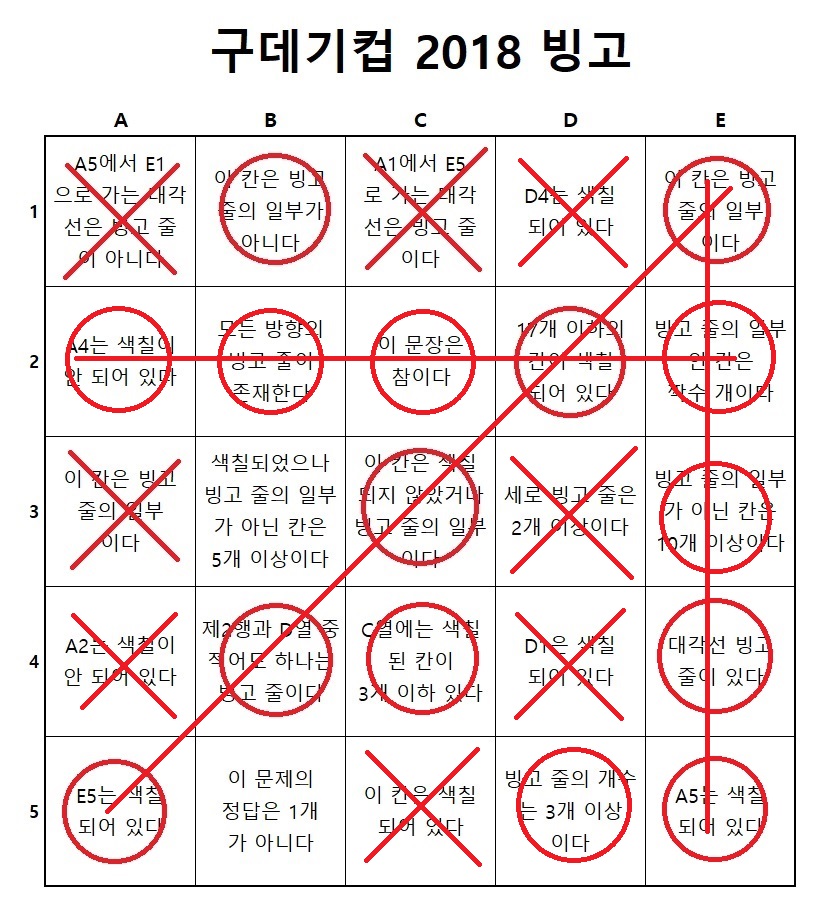 구데기컵 2018 빙고
A B C D E
1
A5에서 E1
으로 가는 대각
선은 빙고 줄
이 아니다
이 칸은 빙고
줄의 일부가
아니다
A1에서 E5
로 가는 대각
선은 빙고 줄
이다
D4는 색칠
되어 있다
이 칸은 빙고
줄의 일부
이다
2
A4는 색칠이
안 되어 있다
모든 방향의
빙고 줄이
존재한다
이 문장은
참이다
17개 이하의
칸이 색칠
되어 있다
빙고 줄의 일부
인 칸은
짝수 개이다
3
이 칸은 빙고
줄의 일부
이다
색칠되었으나
빙고 줄의 일부
가 아닌 칸은
5개 이상이다
이 칸은 색칠
되지 않았거나
빙고 줄의 일부
이다
세로 빙고 줄은
2개 이상이다
빙고 줄의 일부
가 아닌 칸은
10개 이상이다
4
A2는 색칠이
안 되어 있다
제2행과 D열 중
적어도 하나는
빙고 줄이다
C열에는 색칠
된 칸이
3개 이하 있다
D1은 색칠
되어 있다
대각선 빙고
줄이 있다
5
E5는 색칠
되어 있다
이 문제의
정답은 1개
가 아니다
이 칸은 색칠
되어 있다
빙고 줄의 개수
는 3개 이상
이다
A5는 색칠
되어 있다